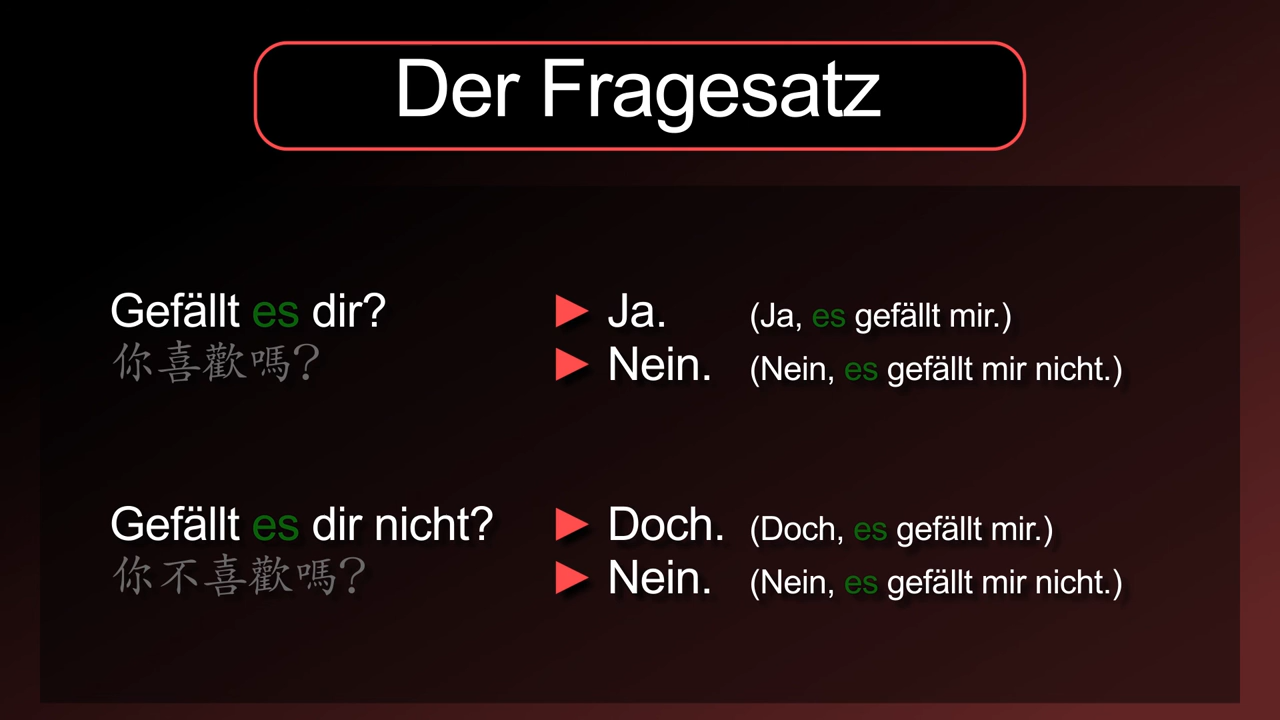 Der Fragesatz
Gefällt es dir? ► Ja. (Ja, es gefällt mir.)
你喜歡嗎? ► Nein. (Nein, es gefällt mir nicht.)
Gefällt es dir nicht? ► Doch. (Doch, es gefällt mir.)
你不喜歡嗎? ► Nein. (Nein, es gefällt mir nicht.)